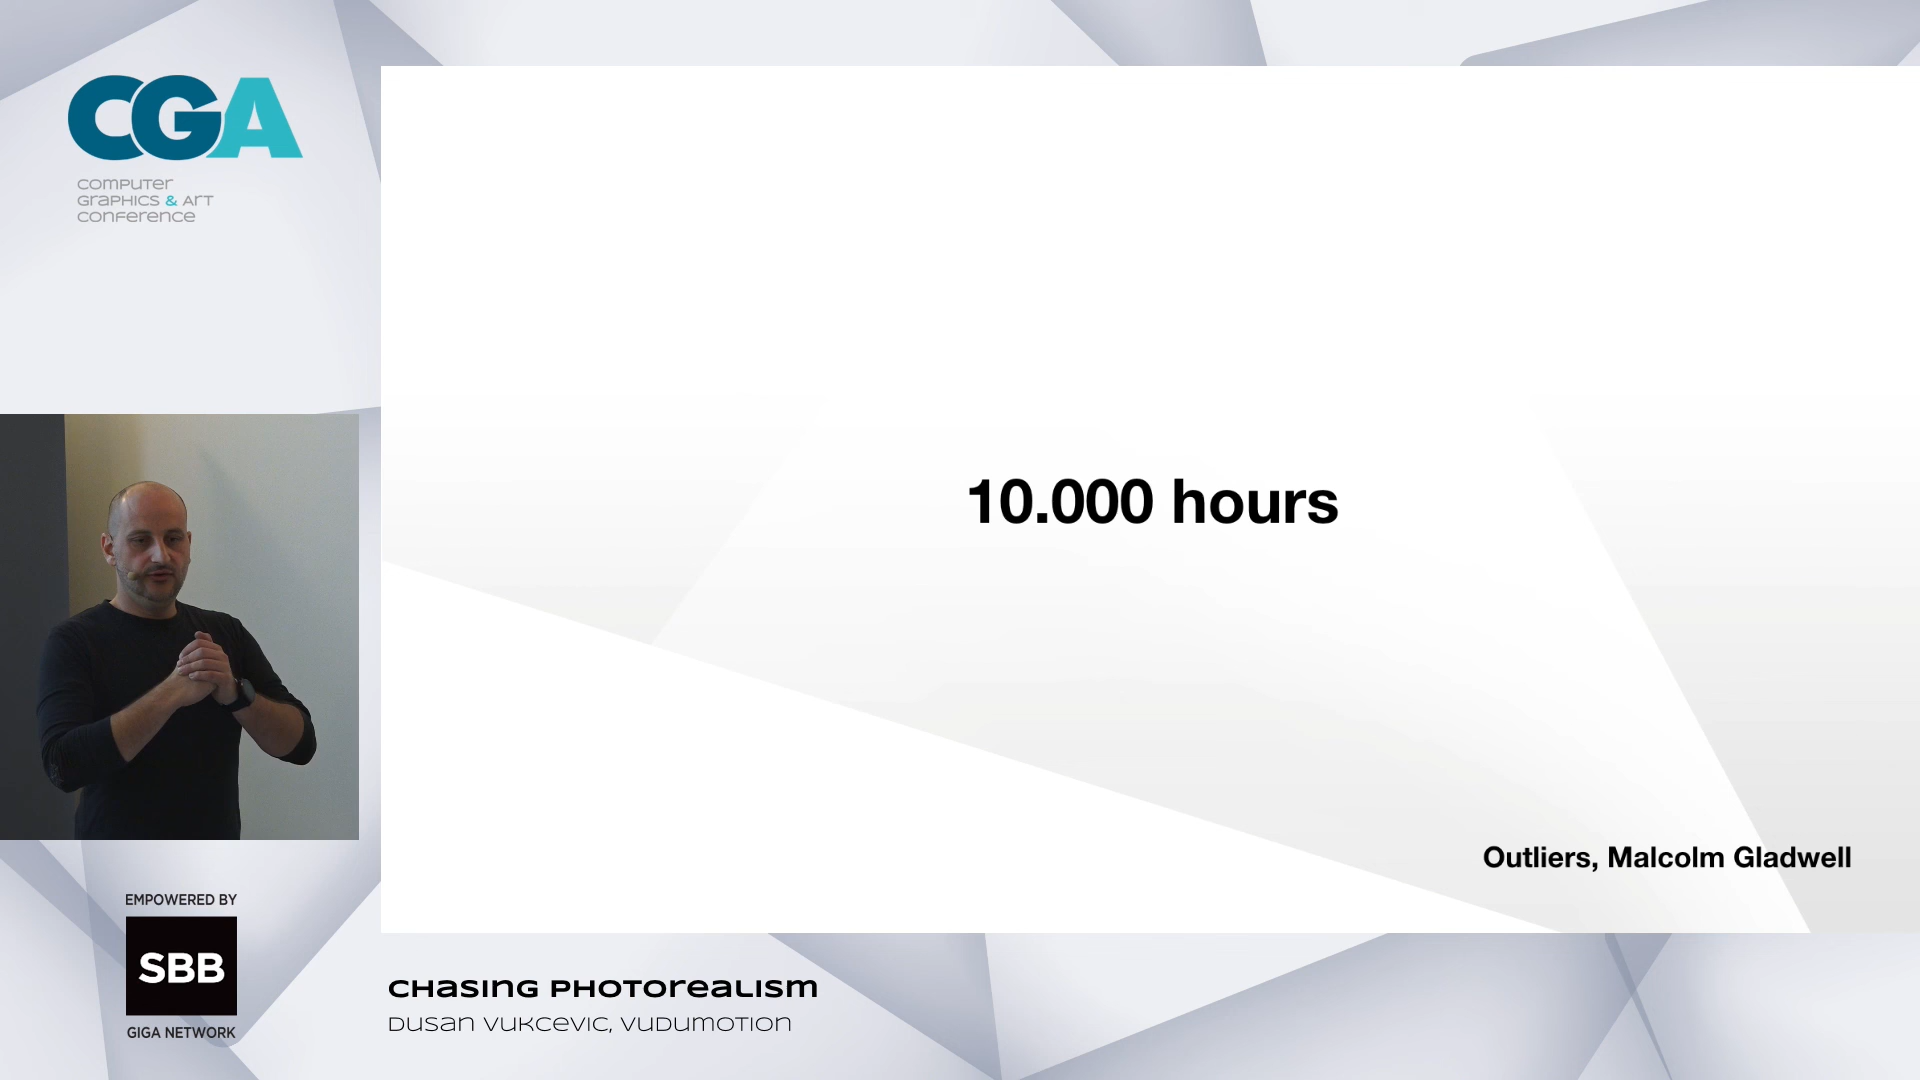 CGA
computer
graphics & art
conference
10.000 hours
Outliers, Malcolm Gladwell
EMPOWERED BY
SBB
GIGA NETWORK
chasing photorealism
Dusan Vukcevic, Vudumotion